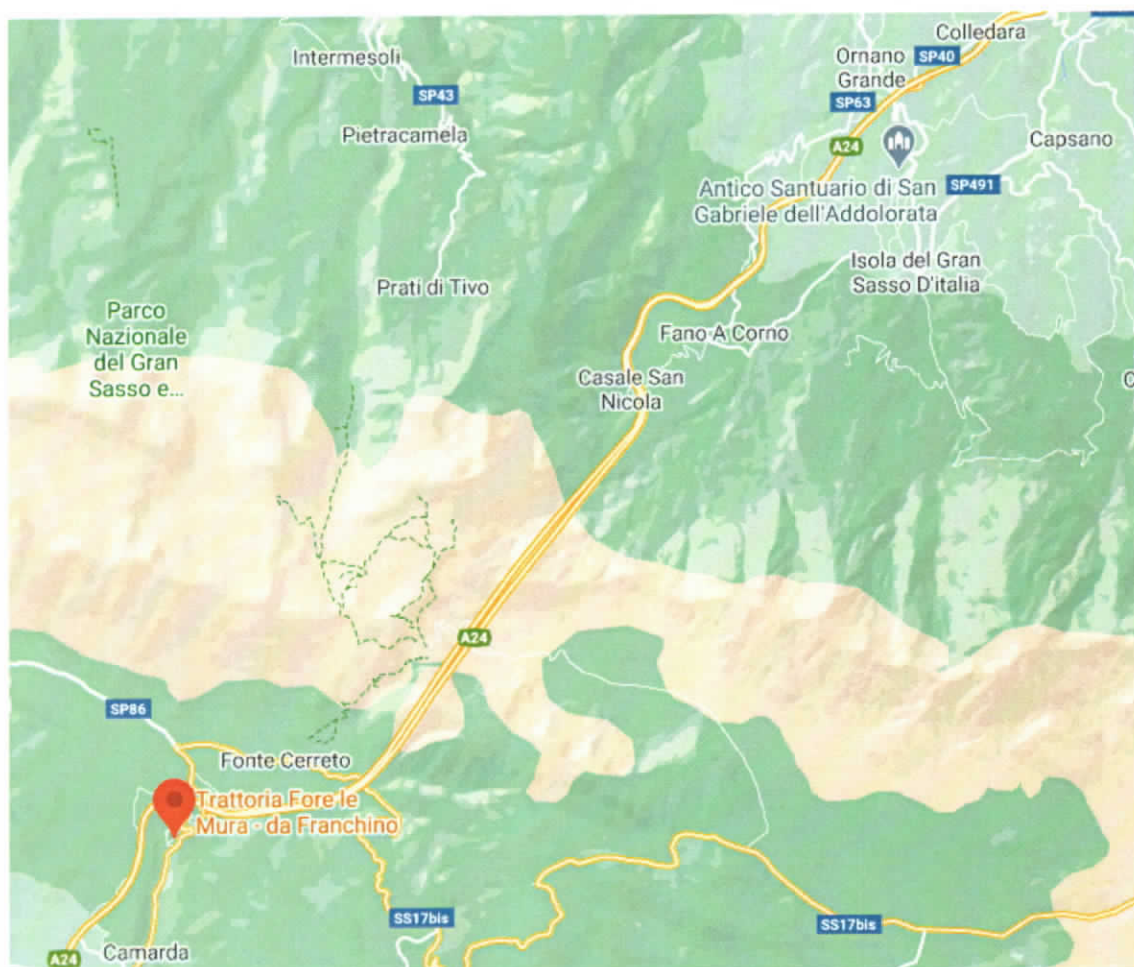 Colledara
Intermesoli
Ornano
Grande
SP40
SP43
SP63
Pietracamela
A24
Capsano
Antico Santuario di San
Gabriele dell'Addolorata
SP491
Isola del Gran
Sasso D'italia
Prati di Tivo
Parco
Nazionale
del Gran
Sasso e...
Fano A Corno
Casale San
Nicola
C
A24
SP86
Fonte Cerreto
Trattoria Fore le
Mura - da Franchino
SS17bis
SS17bis
Camarda
A24